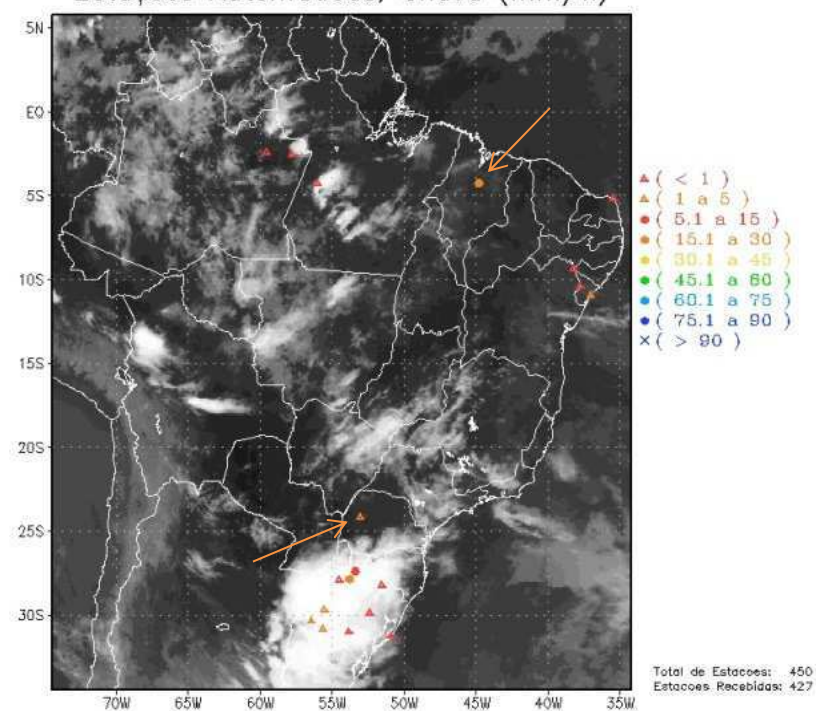 5N
EQ
5S
10S
15S
20S
25S
30S
70W 65W 60W 55W 50W 45W 40W 35W
( < 1 )
( 1 a 5 )
( 5.1 a 15 )
( 15.1 a 30 )
( 30.1 a 45 )
( 45.1 a 60 )
( 60.1 a 75 )
( 75.1 a 90 )
× ( > 90 )
Total de Estacoes: 450
Estacoes Recebidas: 427